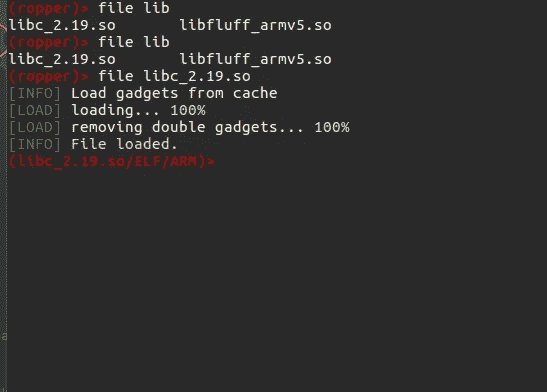 (ropper)> file lib
libc_2.19.so libfluff_armv5.so
(ropper)> file lib
libc_2.19.so libfluff_armv5.so
(ropper)> file libc_2.19.so
[INFO] Load gadgets from cache
[LOAD] loading... 100%
[LOAD] removing double gadgets... 100%
[INFO] File loaded.
(libc_2.19.so/ELF/ARM)>